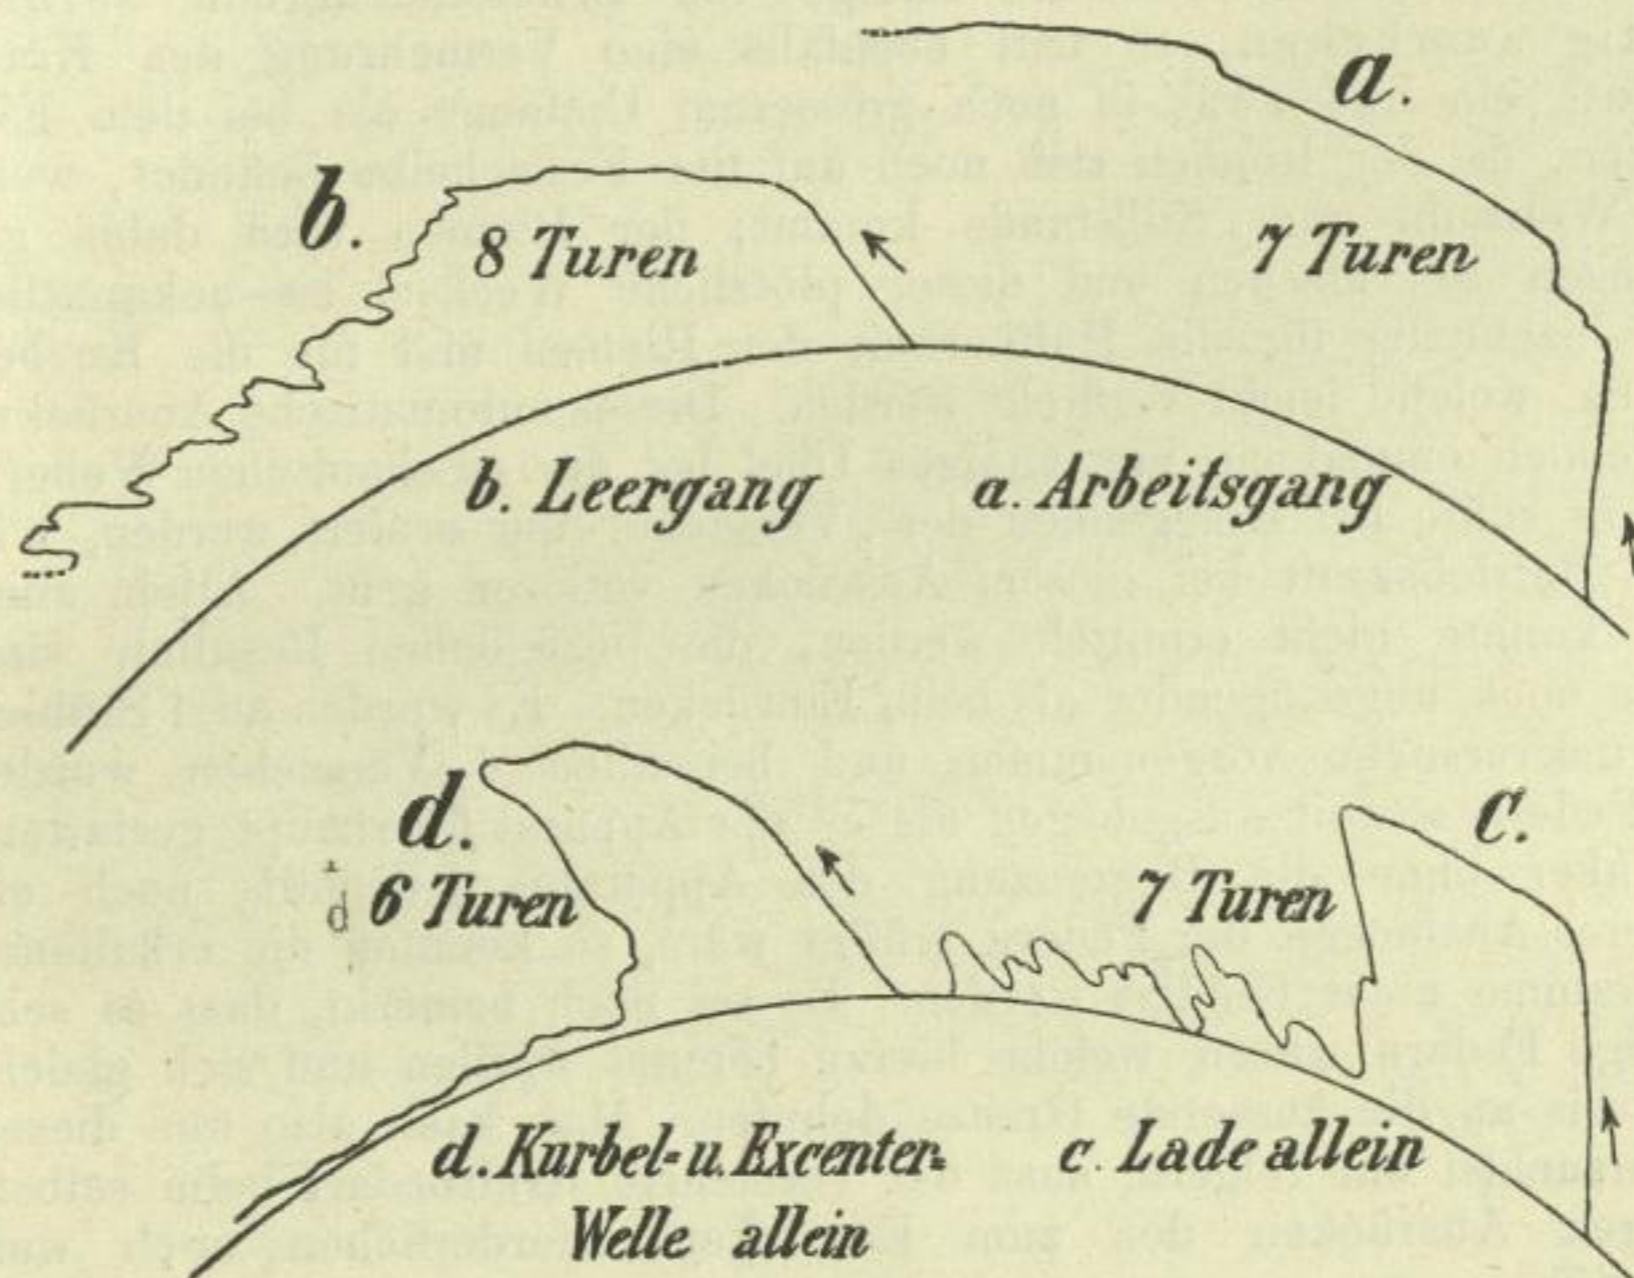 a.
b.
8 Turen
7 Turen
b. Leergang
a. Arbeitsgang
d.
c.
6 Turen
7 Turen
d. Kurbel- u. Excenter-
Welle allein
c. Lade allein